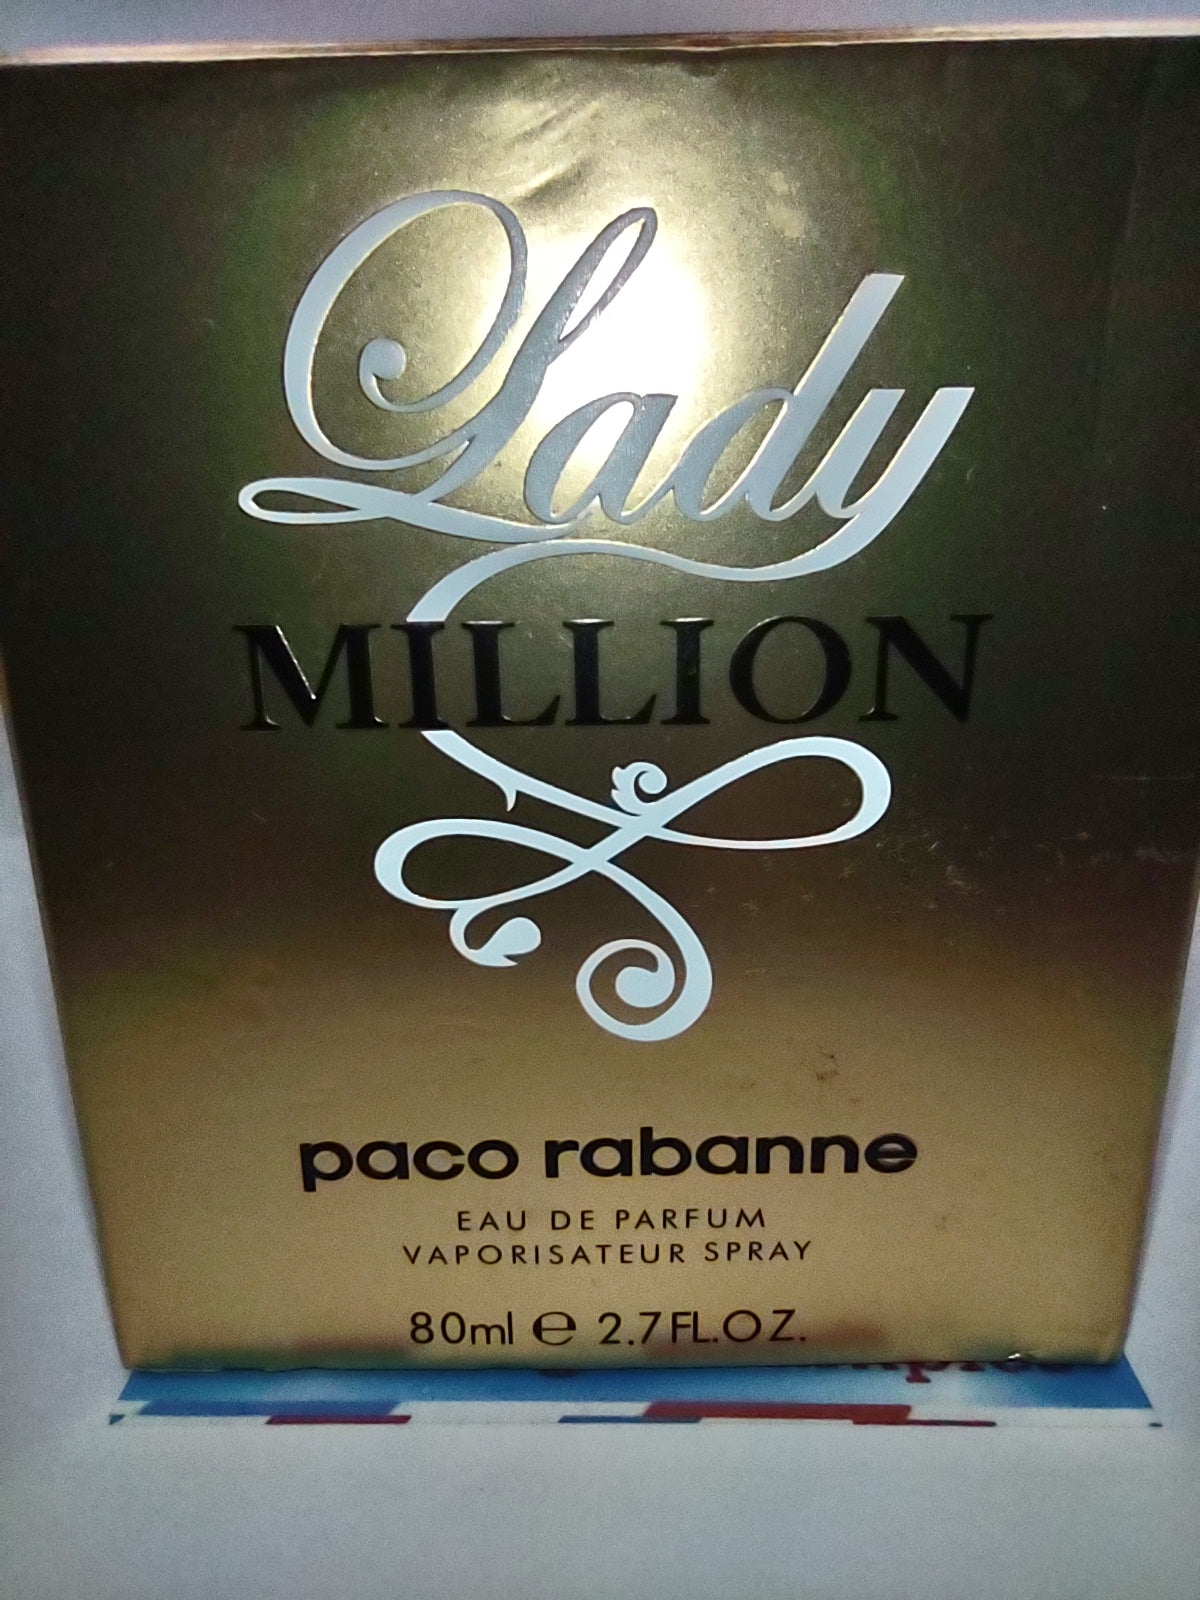 Lady
MILLION
paco rabanne
EAU DE PARFUM
VAPORISATEUR SPRAY
80ml ℮ 2.7FL.OZ.